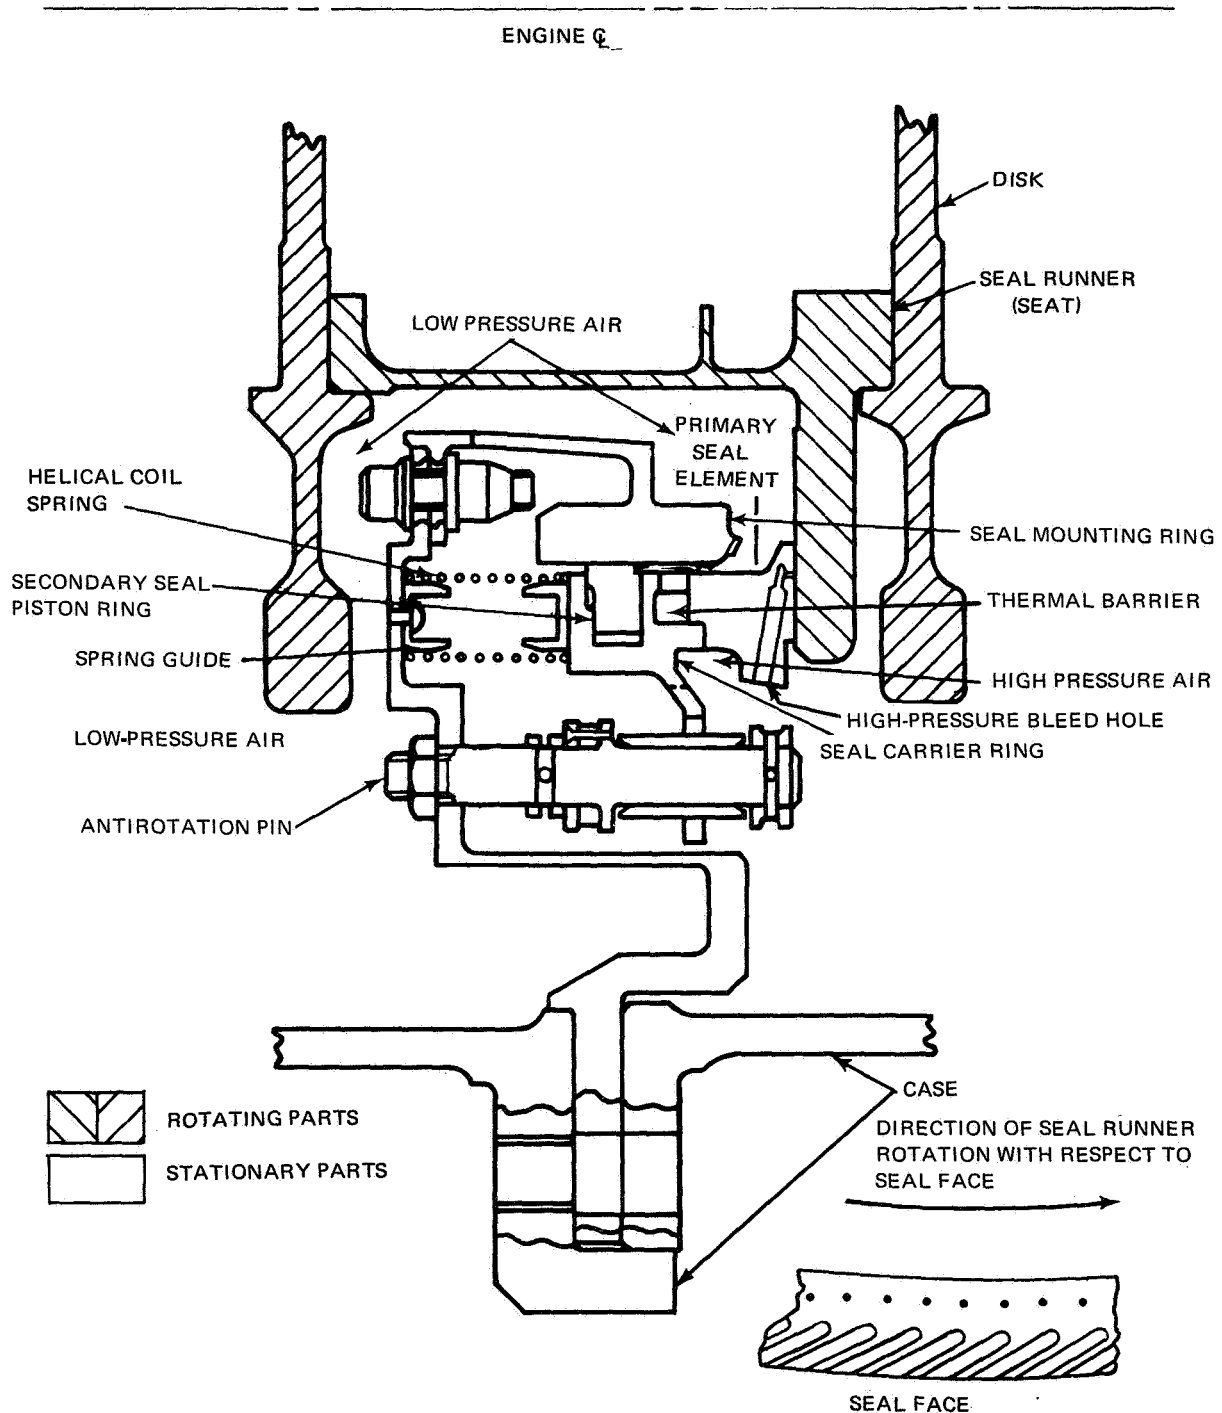 ENGINE ℄
DISK
SEAL RUNNER
(SEAT)
LOW PRESSURE AIR
PRIMARY
SEAL
ELEMENT
HELICAL COIL
SPRING
SEAL MOUNTING RING
SECONDARY SEAL
PISTON RING
THERMAL BARRIER
SPRING GUIDE
HIGH PRESSURE AIR
HIGH-PRESSURE BLEED HOLE
LOW-PRESSURE AIR
SEAL CARRIER RING
ANTIROTATION PIN
CASE
ROTATING PARTS
DIRECTION OF SEAL RUNNER
ROTATION WITH RESPECT TO
SEAL FACE
STATIONARY PARTS
SEAL FACE